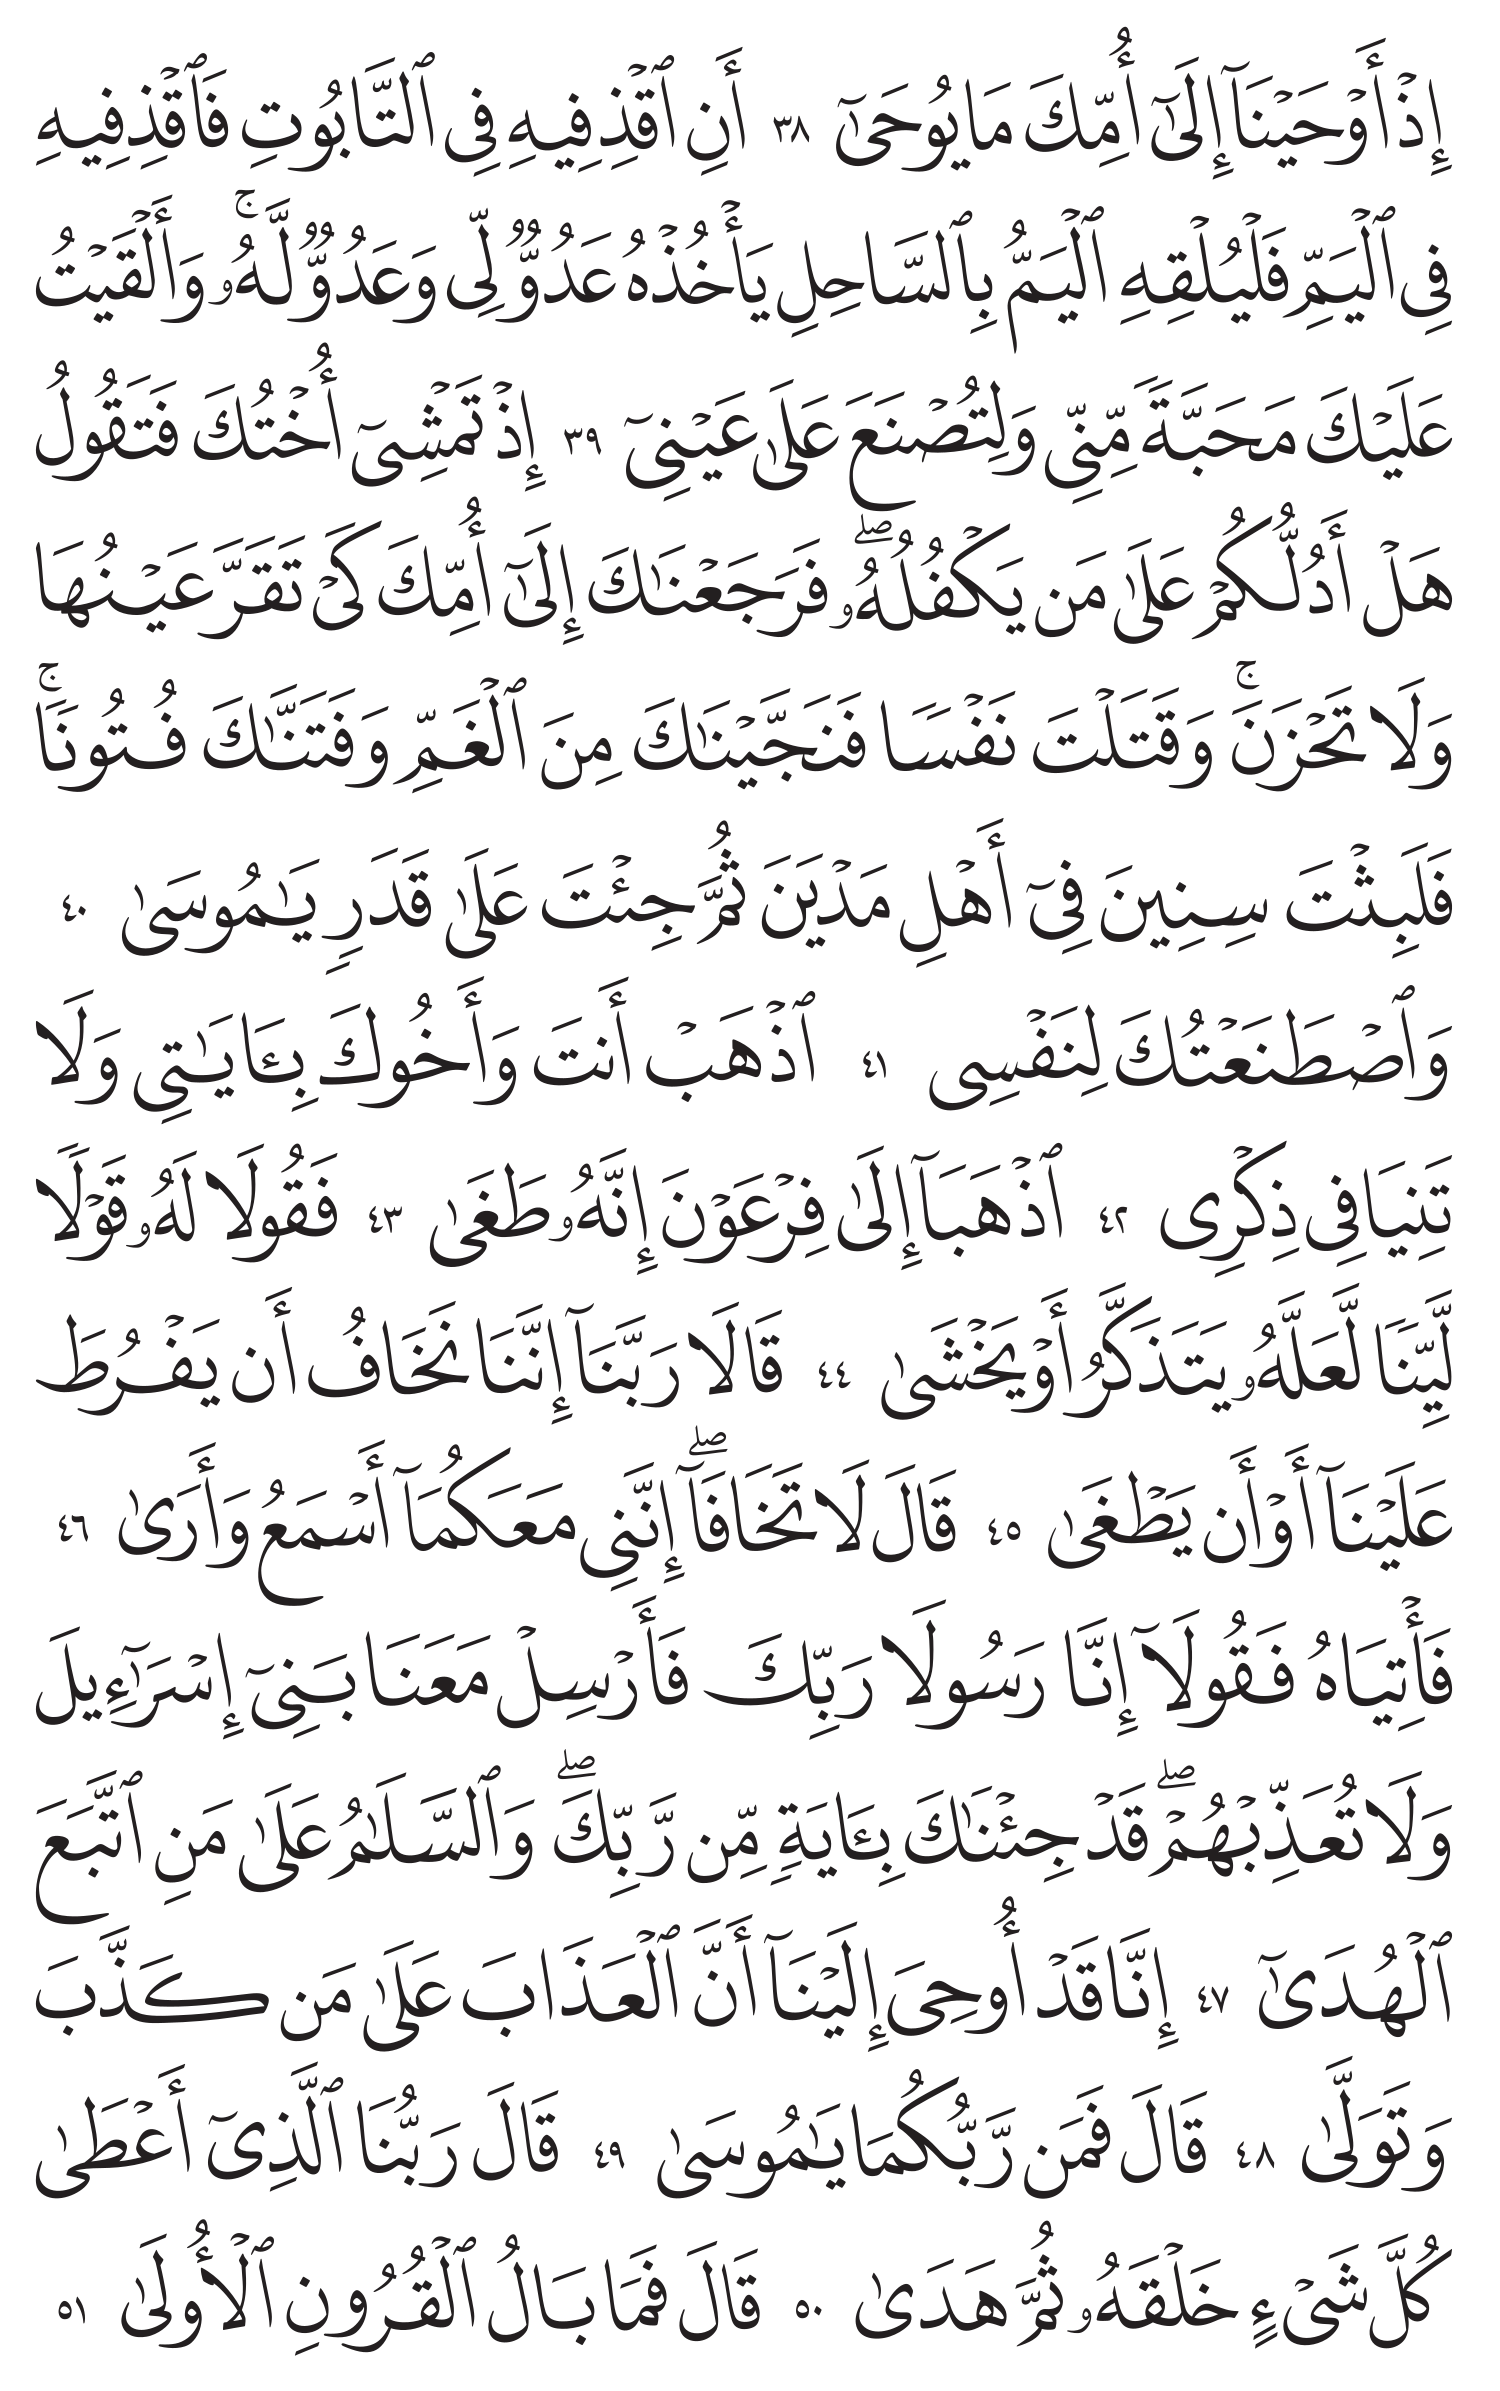 إِذْ أَوْحَيْنَآ إِلَىٰٓ أُمِّكَ مَا يُوحَىٰٓ ٣٨ أَنِ ٱقْذِفِيهِ فِى ٱلتَّابُوتِ فَٱقْذِفِيهِ
فِى ٱلْيَمِّ فَلْيُلْقِهِ ٱلْيَمُّ بِٱلسَّاحِلِ يَأْخُذْهُ عَدُوٌّ لِّى وَعَدُوٌّ لَّهُۥ ۚ وَأَلْقَيْتُ
عَلَيْكَ مَحَبَّةً مِّنِّى وَلِتُصْنَعَ عَلَىٰ عَيْنِىٓ ٣٩ إِذْ تَمْشِىٓ أُخْتُكَ فَتَقُولُ
هَلْ أَدُلُّكُمْ عَلَىٰ مَن يَكْفُلُهُۥ ۖ فَرَجَعْنَٰكَ إِلَىٰٓ أُمِّكَ كَىْ تَقَرَّ عَيْنُهَا
وَلَا تَحْزَنَ ۚ وَقَتَلْتَ نَفْسًا فَنَجَّيْنَٰكَ مِنَ ٱلْغَمِّ وَفَتَنَّٰكَ فُتُونًا ۚ
فَلَبِثْتَ سِنِينَ فِىٓ أَهْلِ مَدْيَنَ ثُمَّ جِئْتَ عَلَىٰ قَدَرٍ يَٰمُوسَىٰ ٤٠
وَٱصْطَنَعْتُكَ لِنَفْسِى ٤١ ٱذْهَبْ أَنتَ وَأَخُوكَ بِـَٔايَٰتِى وَلَا
تَنِيَا فِى ذِكْرِى ٤٢ ٱذْهَبَآ إِلَىٰ فِرْعَوْنَ إِنَّهُۥ طَغَىٰ ٤٣ فَقُولَا لَهُۥ قَوْلًا
لَّيِّنًا لَّعَلَّهُۥ يَتَذَكَّرُ أَوْ يَخْشَىٰ ٤٤ قَالَا رَبَّنَآ إِنَّنَا نَخَافُ أَن يَفْرُطَ
عَلَيْنَآ أَوْ أَن يَطْغَىٰ ٤٥ قَالَ لَا تَخَافَآ ۖ إِنَّنِى مَعَكُمَآ أَسْمَعُ وَأَرَىٰ ٤٦
فَأْتِيَاهُ فَقُولَآ إِنَّا رَسُولَا رَبِّكَ فَأَرْسِلْ مَعَنَا بَنِىٓ إِسْرَٰٓءِيلَ
وَلَا تُعَذِّبْهُمْ ۖ قَدْ جِئْنَٰكَ بِـَٔايَةٍ مِّن رَّبِّكَ ۖ وَٱلسَّلَٰمُ عَلَىٰ مَنِ ٱتَّبَعَ
ٱلْهُدَىٰٓ ٤٧ إِنَّا قَدْ أُوحِىَ إِلَيْنَآ أَنَّ ٱلْعَذَابَ عَلَىٰ مَن كَذَّبَ
وَتَوَلَّىٰ ٤٨ قَالَ فَمَن رَّبُّكُمَا يَٰمُوسَىٰ ٤٩ قَالَ رَبُّنَا ٱلَّذِىٓ أَعْطَىٰ
كُلَّ شَىْءٍ خَلْقَهُۥ ثُمَّ هَدَىٰ ٥٠ قَالَ فَمَا بَالُ ٱلْقُرُونِ ٱلْأُولَىٰ ٥١